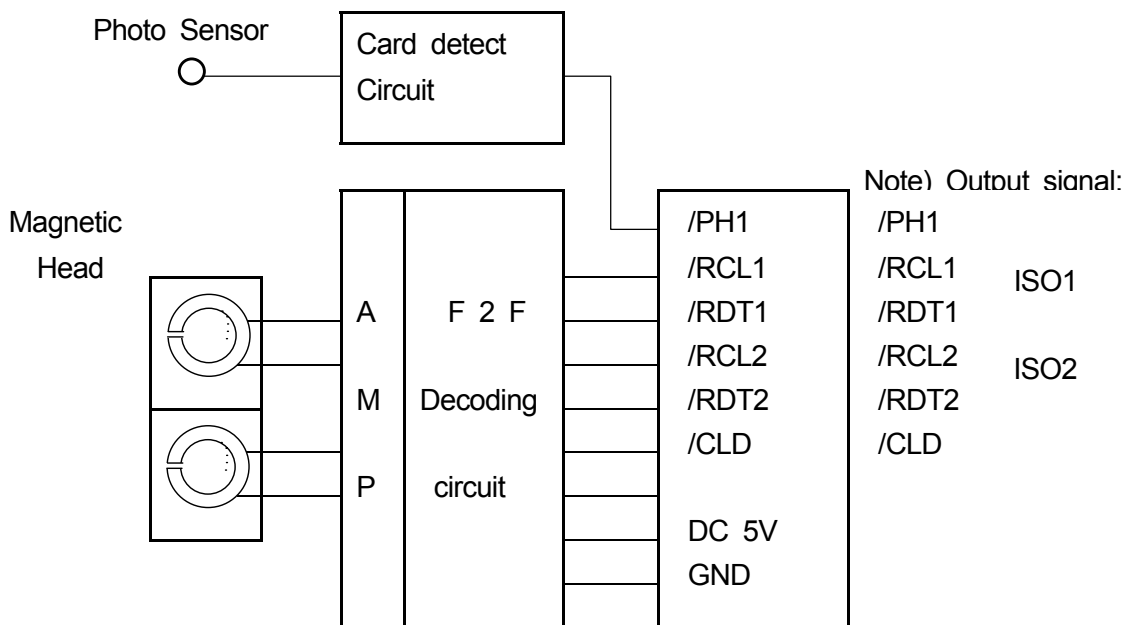 Photo Sensor
Card detect
Circuit
Note) Output signal:
Magnetic
Head
A
M
P
F 2 F
Decoding
circuit
/PH1
/RCL1
/RDT1
/RCL2
/RDT2
/CLD
DC 5V
GND
/PH1
/RCL1
/RDT1
/RCL2
/RDT2
/CLD
ISO1
ISO2